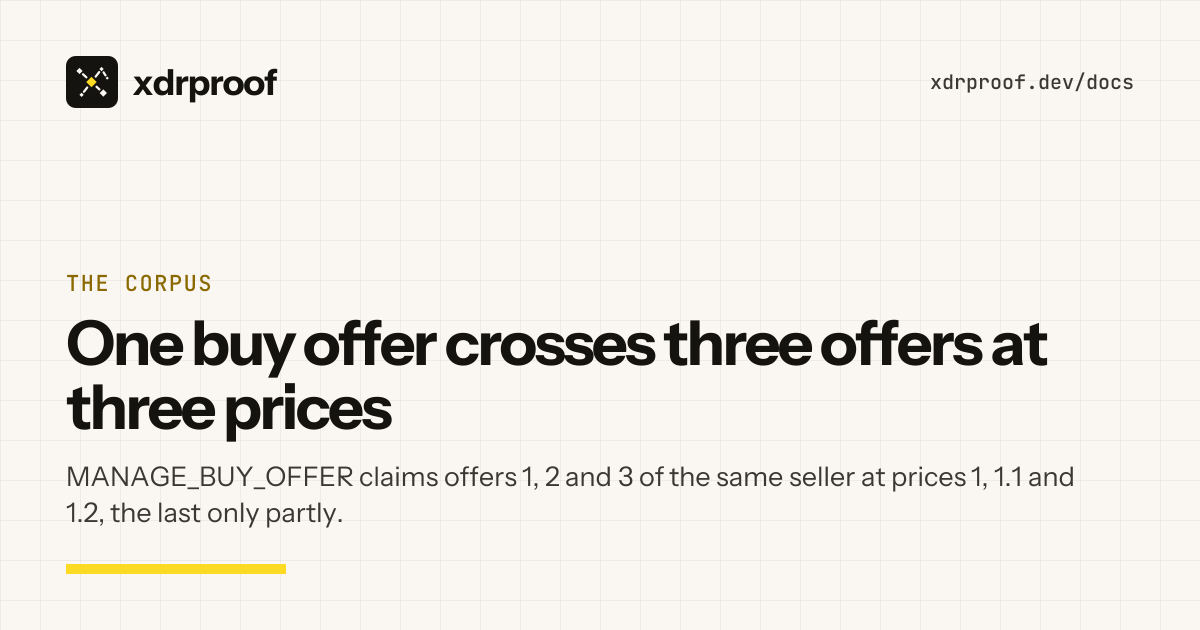 xdrproof
xdrproof.dev/docs
THE CORPUS
One buy offer crosses three offers at
three prices
MANAGE_BUY_OFFER claims offers 1, 2 and 3 of the same seller at prices 1, 1.1 and
1.2, the last only partly.